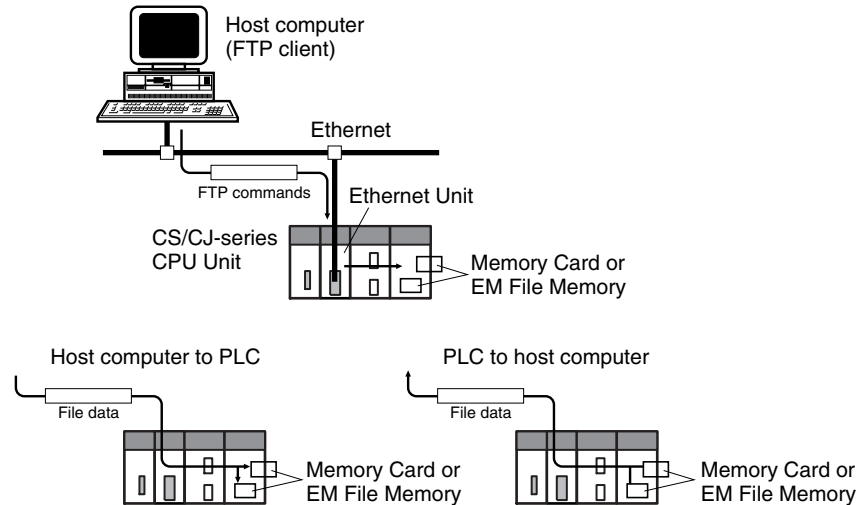 Host computer
(FTP client)
Ethernet
FTP commands
Ethernet Unit
CS/CJ-series
CPU Unit
Memory Card or
EM File Memory
Host computer to PLC
File data
Memory Card or
EM File Memory
PLC to host computer
File data
Memory Card or
EM File Memory